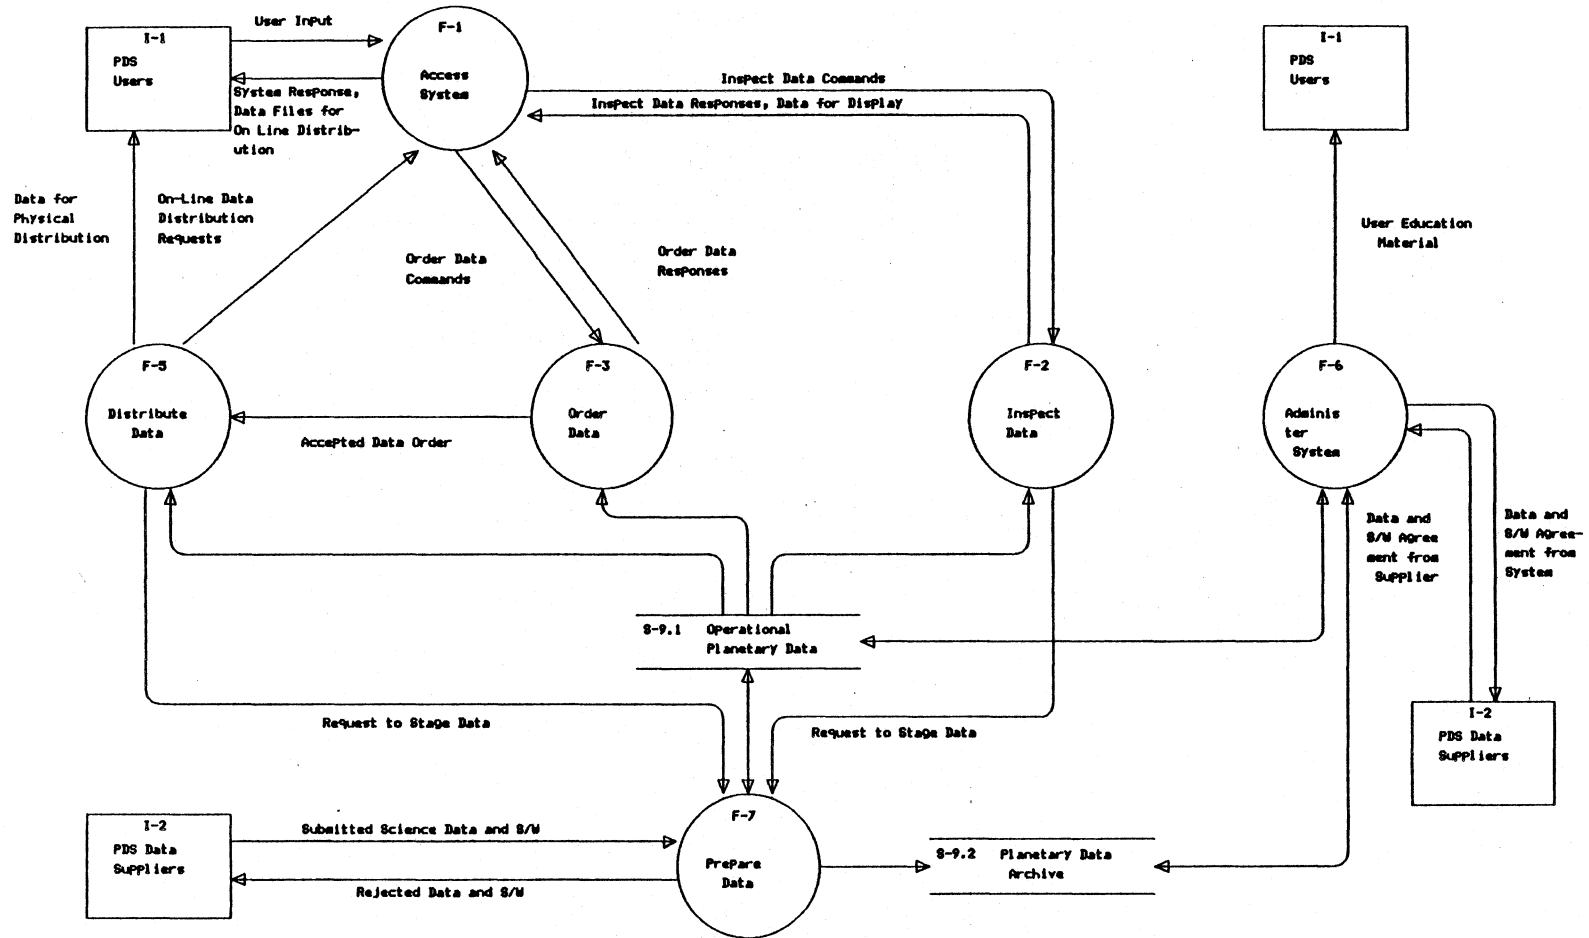 I-1
PDS
Users
User Input
F-1
Access
System
System Response,
Data Files for
On Line Distrib-
ution
Inspect Data Commands
Inspect Data Responses, Data for Display
I-1
PDS
Users
Data for
Physical
Distribution
On-Line Data
Distribution
Requests
Order Data
Commands
Order Data
Responses
User Education
Material
F-5
Distribute
Data
Accepted Data Order
F-3
Order
Data
F-2
Inspect
Data
F-6
Adminis
ter
System
Data and
S/W Agree
ment from
Supplier
Data and
S/W Agree-
ment from
System
S-9.1 Operational
Planetary Data
Request to Stage Data
Request to Stage Data
I-2
PDS Data
Suppliers
I-2
PDS Data
Suppliers
Submitted Science Data and S/W
Rejected Data and S/W
F-7
Prepare
Data
S-9.2 Planetary Data
Archive